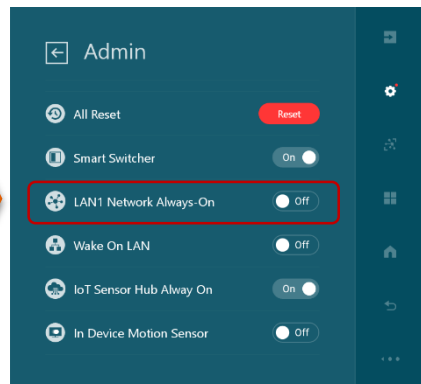 Admin
All Reset Reset
Smart Switcher On
LAN1 Network Always-On Off
Wake On LAN Off
IoT Sensor Hub Alway On On
In Device Motion Sensor Off